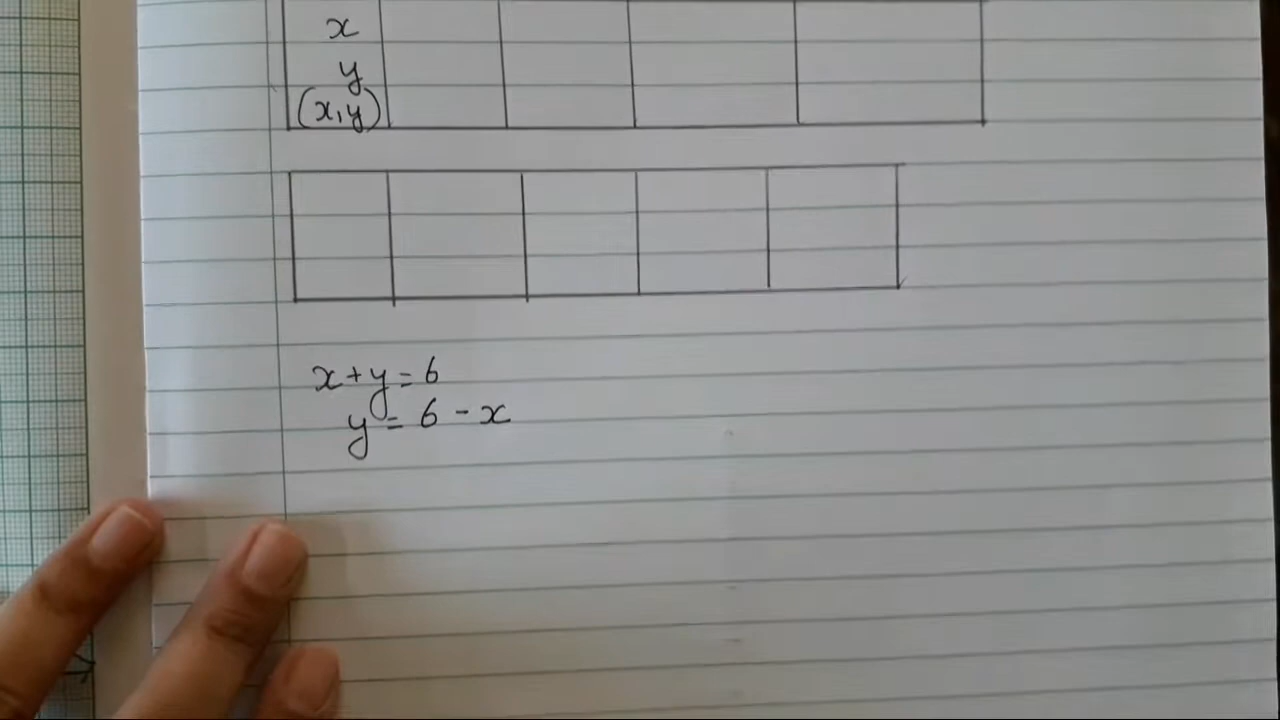 x
y
(x,y)
x+y=6
y=6-x